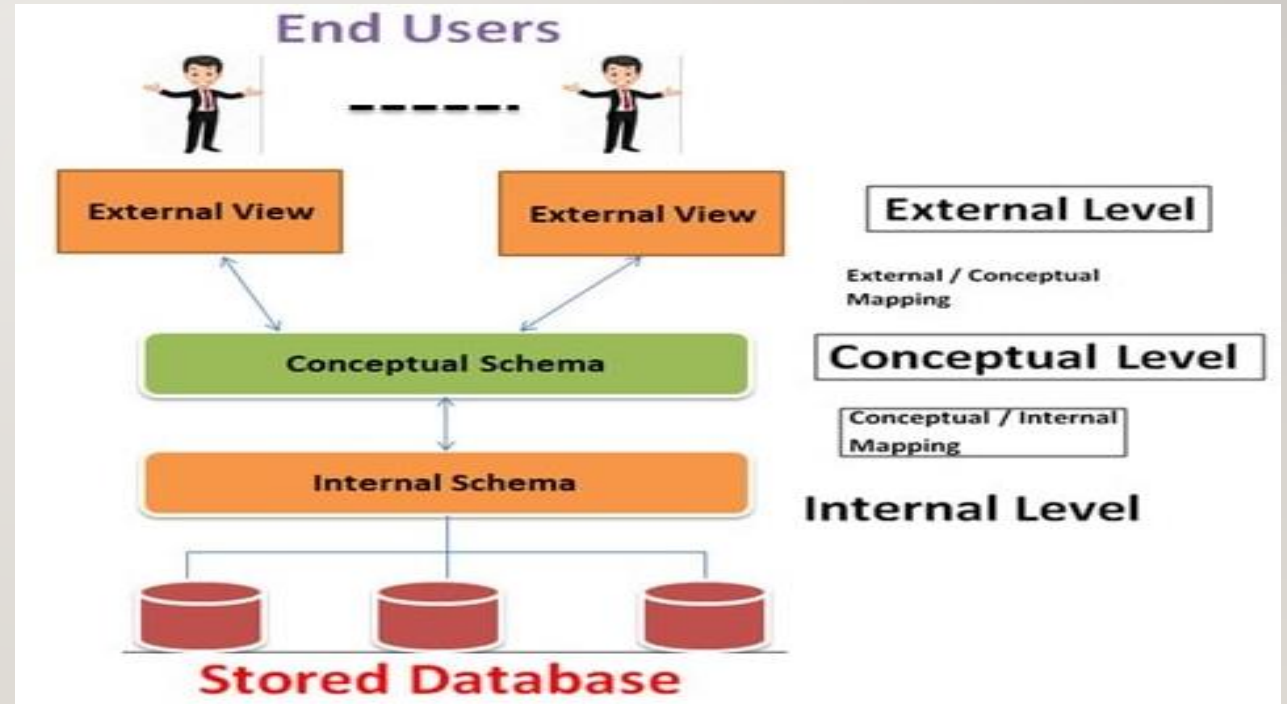 End Users
External View
External View
External Level
External / Conceptual
Mapping
Conceptual Schema
Conceptual Level
Conceptual / Internal
Mapping
Internal Schema
Internal Level
Stored Database